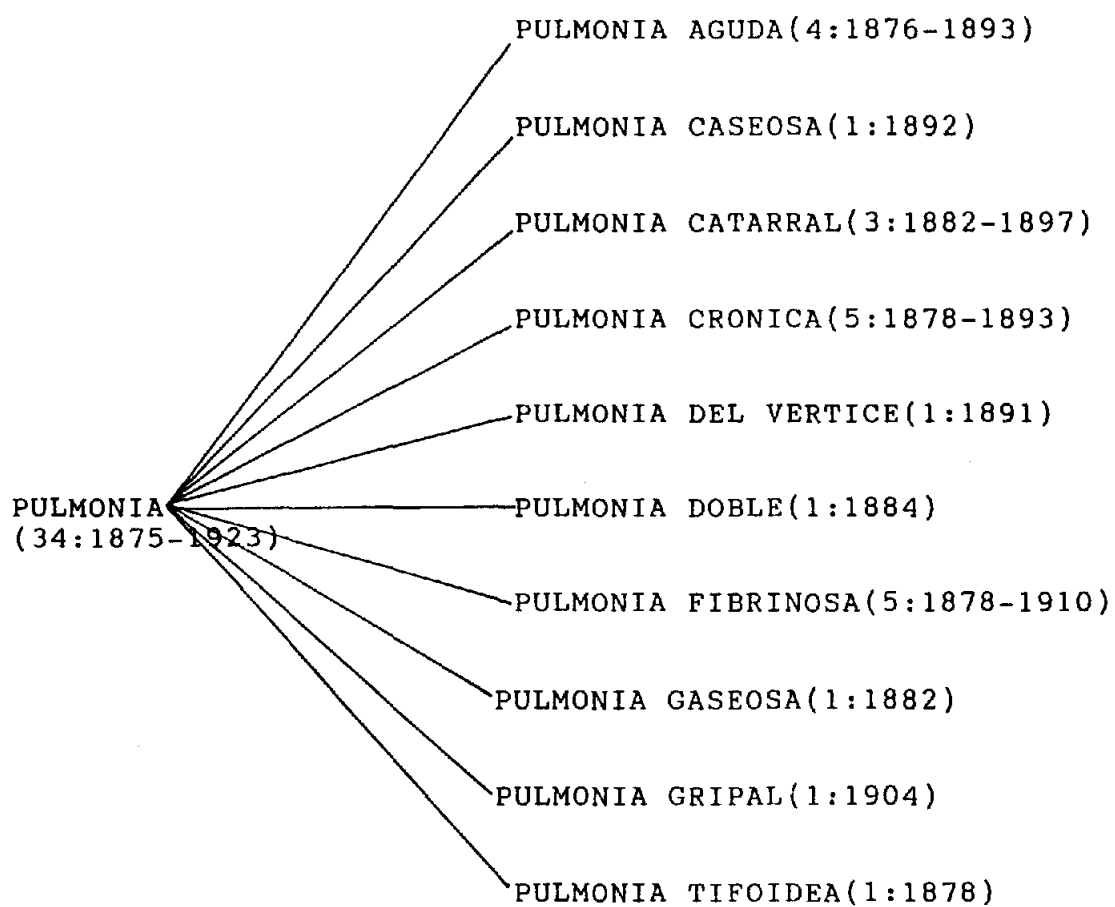 PULMONIA AGUDA(4:1876-1893)
PULMONIA CASEOSA(1:1892)
PULMONIA CATARRAL(3:1882-1897)
PULMONIA CRONICA(5:1878-1893)
PULMONIA DEL VERTICE(1:1891)
PULMONIA
(34:1875-1923)
PULMONIA DOBLE(1:1884)
PULMONIA FIBRINOSA(5:1878-1910)
PULMONIA GASEOSA(1:1882)
PULMONIA GRIPAL(1:1904)
PULMONIA TIFOIDEA(1:1878)